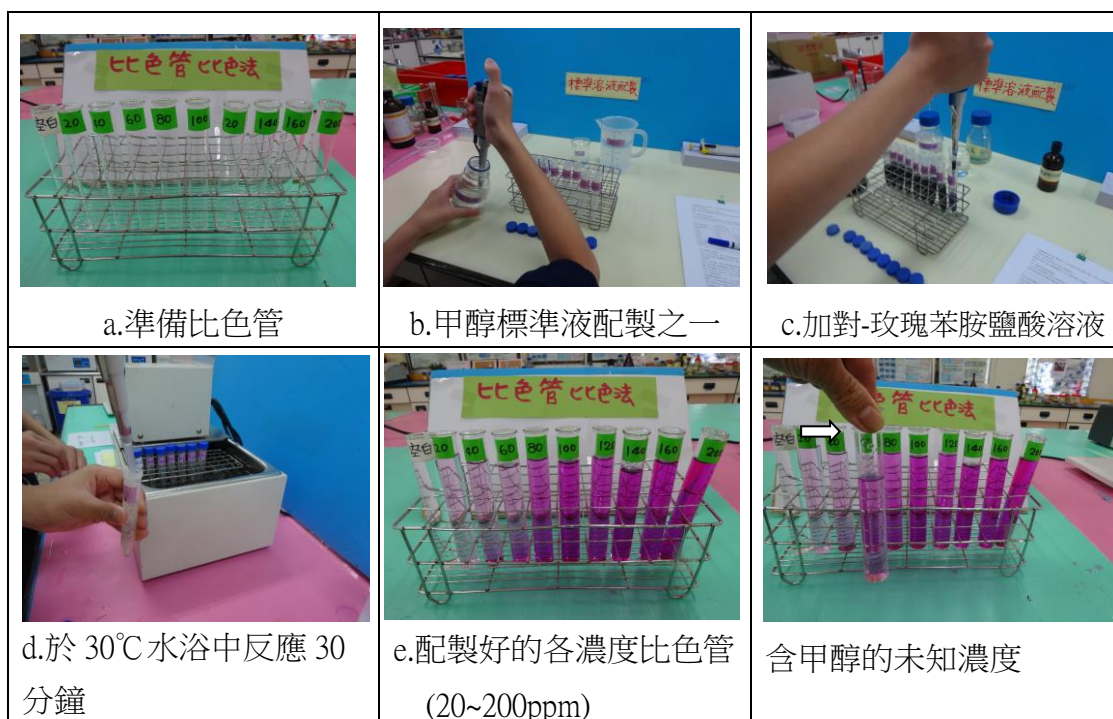 比色管比色法
空白 20 40 60 80 100 20 140 160 200
標準溶液配製
標準溶液配製
a.準備比色管
b.甲醇標準液配製之一
c.加對-玫瑰苯胺鹽酸溶液
比色管比色法
空白 20 40 60 80 100 120 140 160 200
管比色法
空白 80 100 120 140 160 200
d.於 30℃水浴中反應 30
分鐘
e.配製好的各濃度比色管
(20~200ppm)
含甲醇的未知濃度